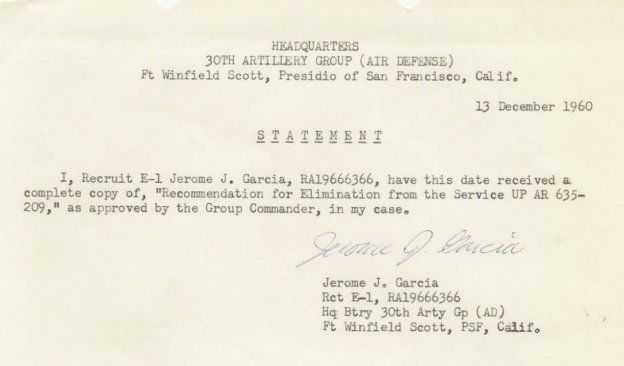 HEADQUARTERS
30TH ARTILLERY GROUP (AIR DEFENSE)
Ft Winfield Scott, Presidio of San Francisco, Calif.
13 December 1960
S T A T E M E N T
I, Recruit E-1 Jerome J. Garcia, RA19666366, have this date received a
complete copy of, "Recommendation for Elimination from the Service UP AR 635-
209," as approved by the Group Commander, in my case.
Jerome J. Garcia
Jerome J. Garcia
Rct E-1, RA19666366
Hq Btry 30th Arty Gp (AD)
Ft Winfield Scott, PSF, Calif.